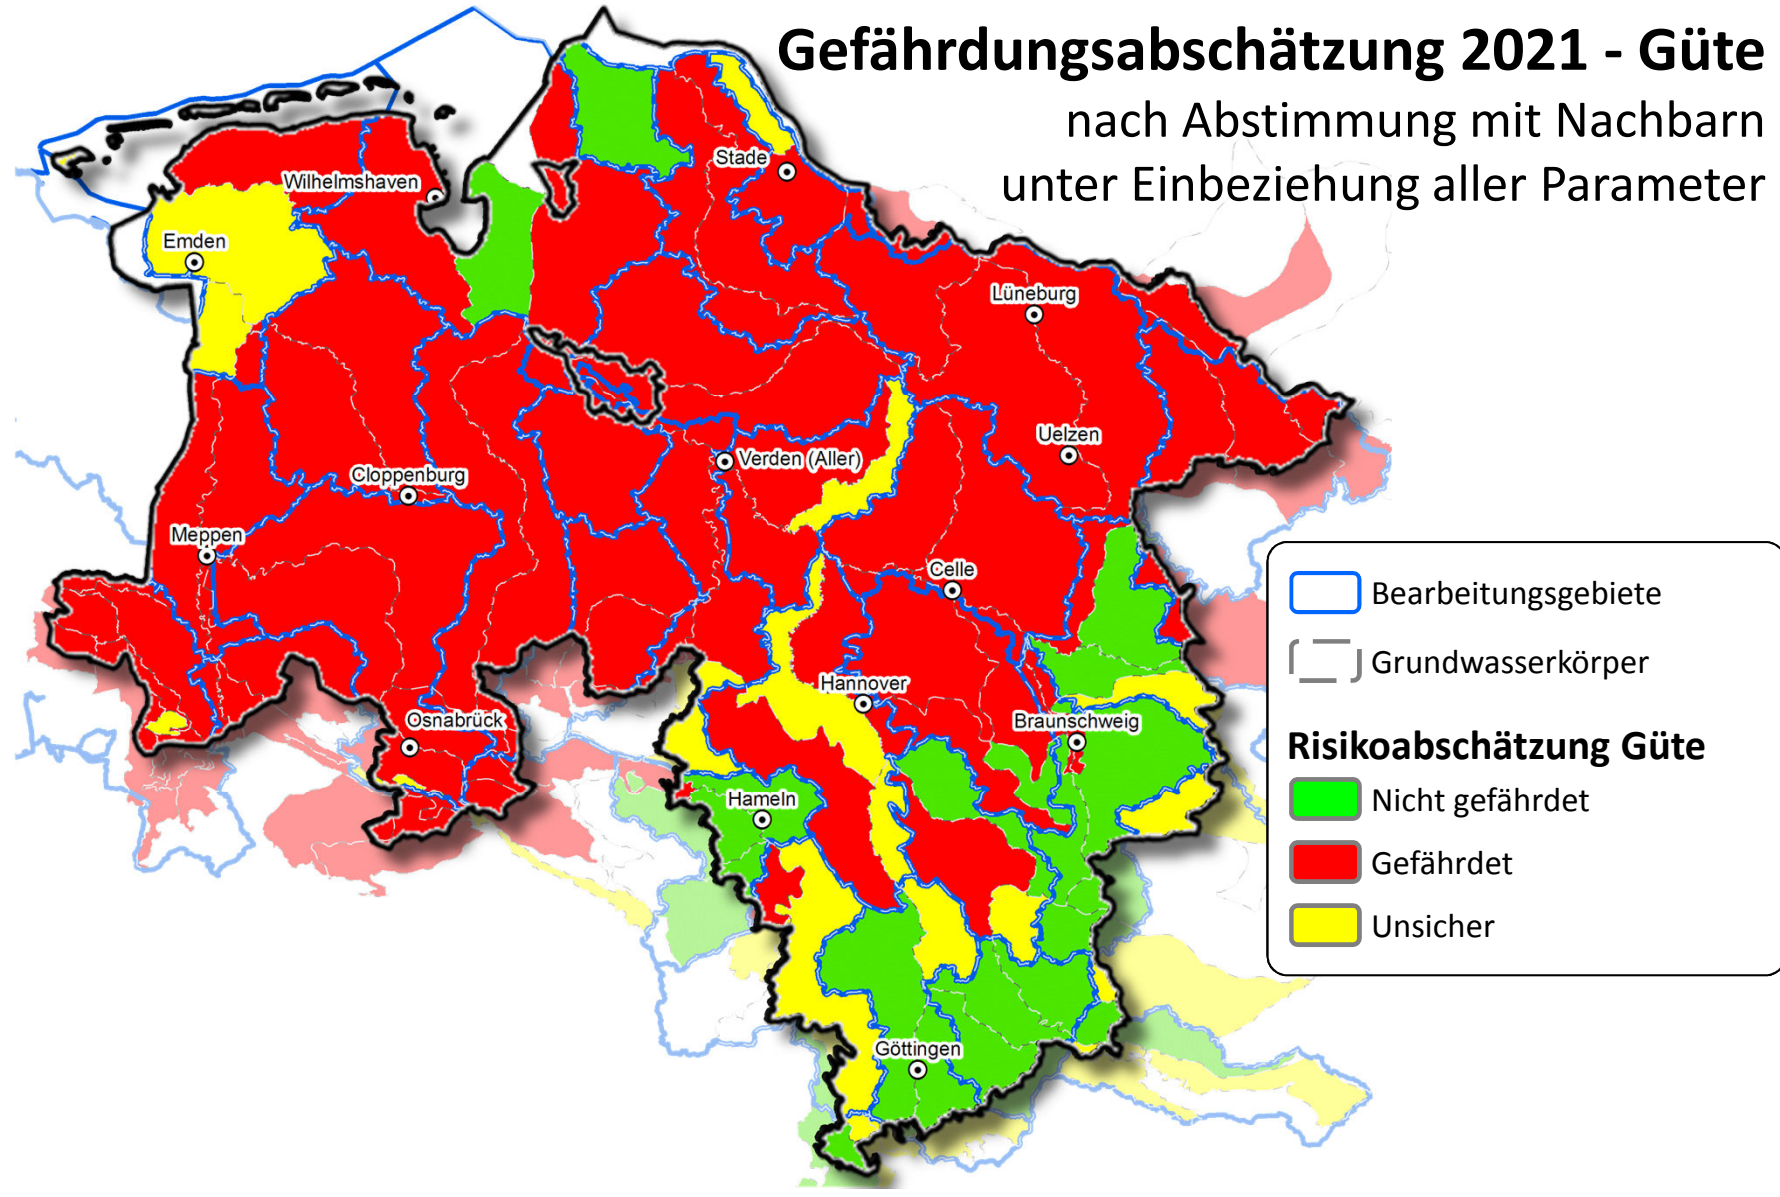 Gefährdungsabschätzung 2021 - Güte
nach Abstimmung mit Nachbarn
unter Einbeziehung aller Parameter
Stade
Wilhelmshaven
Emden
Lüneburg
Uelzen
Verden (Aller)
Cloppenburg
Meppen
Celle
Hannover
Osnabrück
Braunschweig
Hameln
Göttingen
Bearbeitungsgebiete
Grundwasserkörper
Risikoabschätzung Güte
Nicht gefährdet
Gefährdet
Unsicher